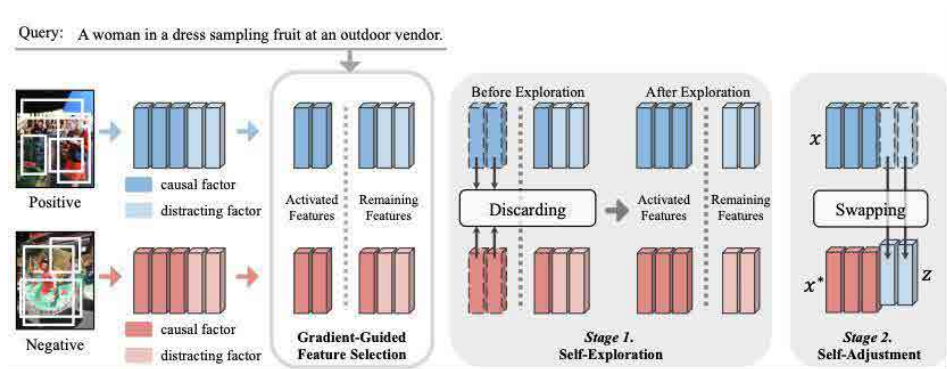 Query: A woman in a dress sampling fruit at an outdoor vendor.
Before Exploration
After Exploration
x
causal factor
distracting factor
Positive
Activated
Features
Remaining
Features
Discarding
Activated
Features
Remaining
Features
Swapping
x*
z
causal factor
distracting factor
Negative
Gradient-Guided
Feature Selection
Stage 1.
Self-Exploration
Stage 2.
Self-Adjustment